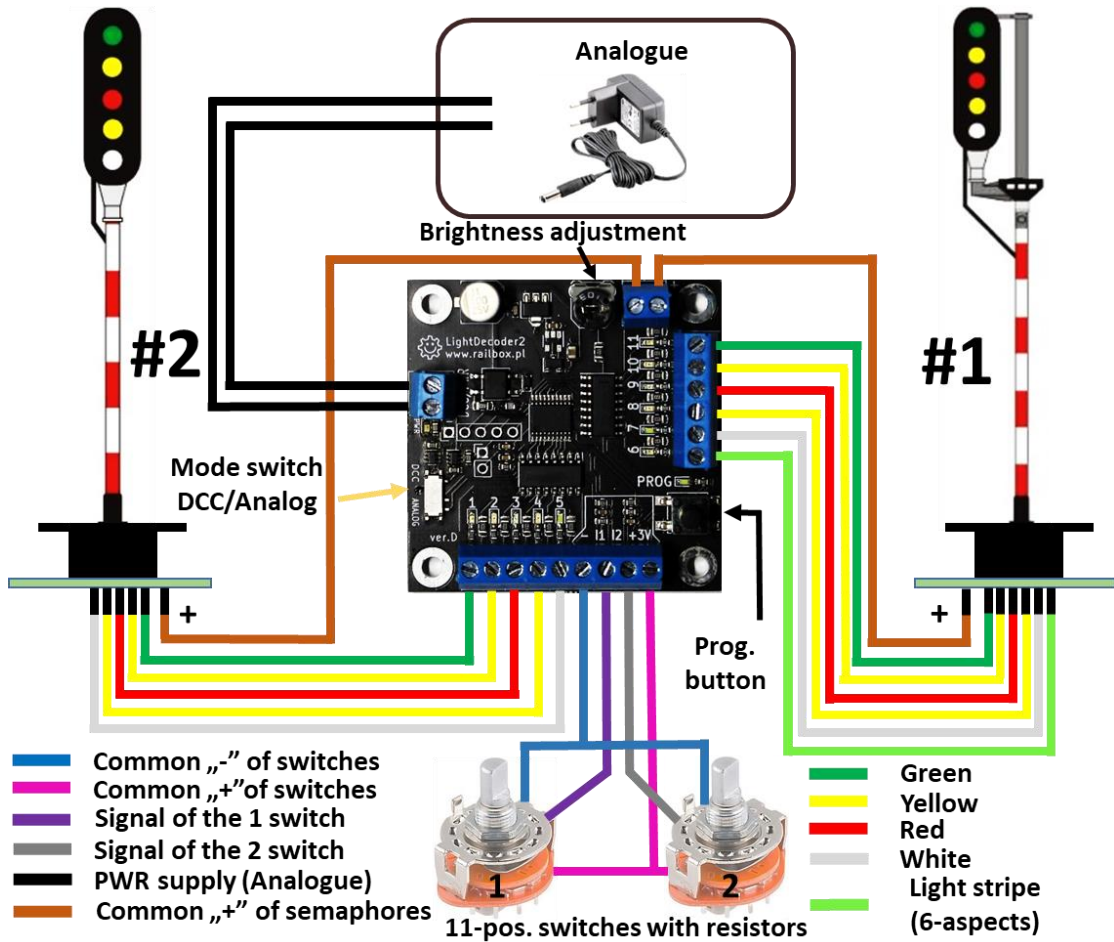 Analogue
Brightness adjustment
#2
#1
LightDecoder2
www.railbox.pl
11
10
9
8
7
6
PWR
Mode switch
DCC/Analog
DCC
ANALOG
PROG
1 2 3 4 5
- I1 I2 +3V
ver.D
+
+
Prog.
button
Common „-” of switches
Common „+”of switches
Signal of the 1 switch
Signal of the 2 switch
PWR supply (Analogue)
Common „+” of semaphores
1
2
11-pos. switches with resistors
Green
Yellow
Red
White
Light stripe
(6-aspects)